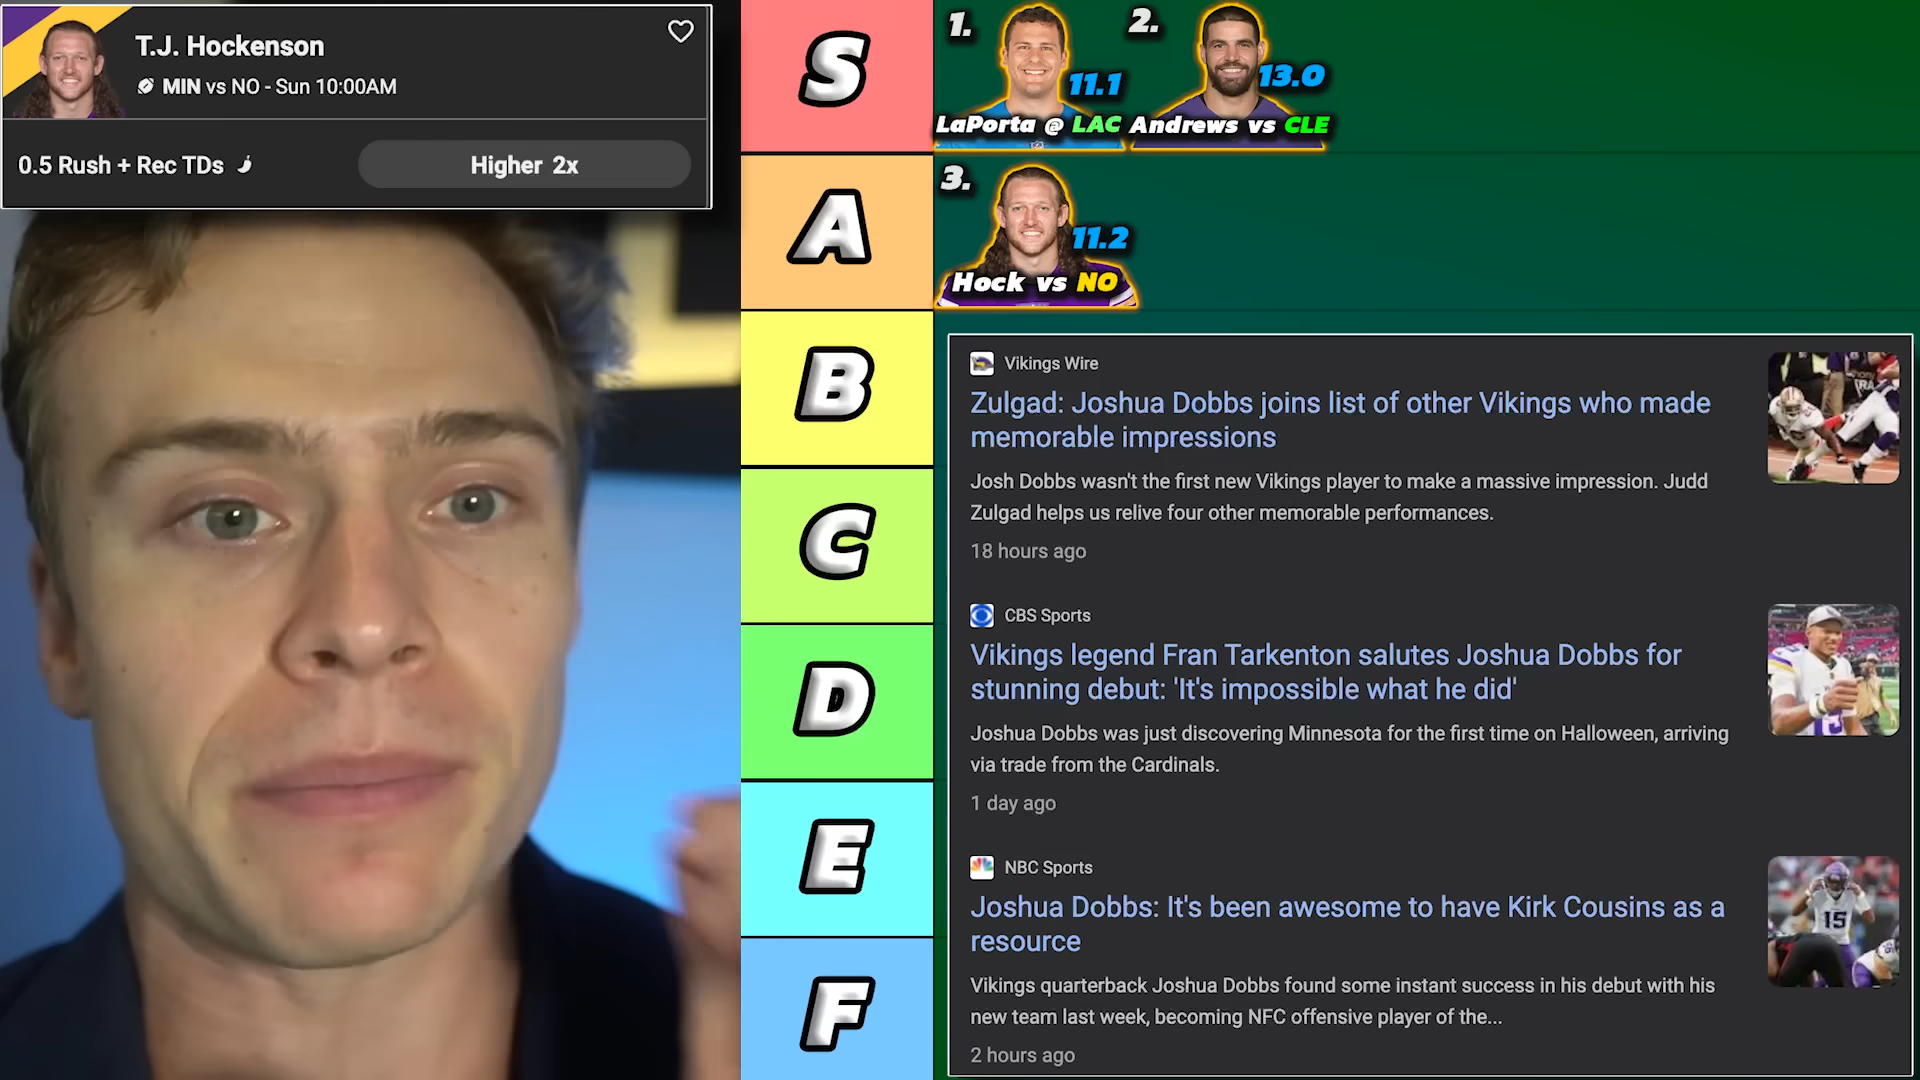 T.J. Hockenson
MIN vs NO - Sun 10:00AM
0.5 Rush + Rec TDs
Higher 2x
S
1.
11.1
LaPorta @ LAC
2.
13.0
Andrews vs CLE
A
3.
11.2
Hock vs NO
B
C
D
E
F
Vikings Wire
Zulgad: Joshua Dobbs joins list of other Vikings who made
memorable impressions
Josh Dobbs wasn't the first new Vikings player to make a massive impression. Judd
Zulgad helps us relive four other memorable performances.
18 hours ago
CBS Sports
Vikings legend Fran Tarkenton salutes Joshua Dobbs for
stunning debut: 'It's impossible what he did'
Joshua Dobbs was just discovering Minnesota for the first time on Halloween, arriving
via trade from the Cardinals.
1 day ago
NBC Sports
Joshua Dobbs: It's been awesome to have Kirk Cousins as a
resource
Vikings quarterback Joshua Dobbs found some instant success in his debut with his
new team last week, becoming NFC offensive player of the...
2 hours ago
15